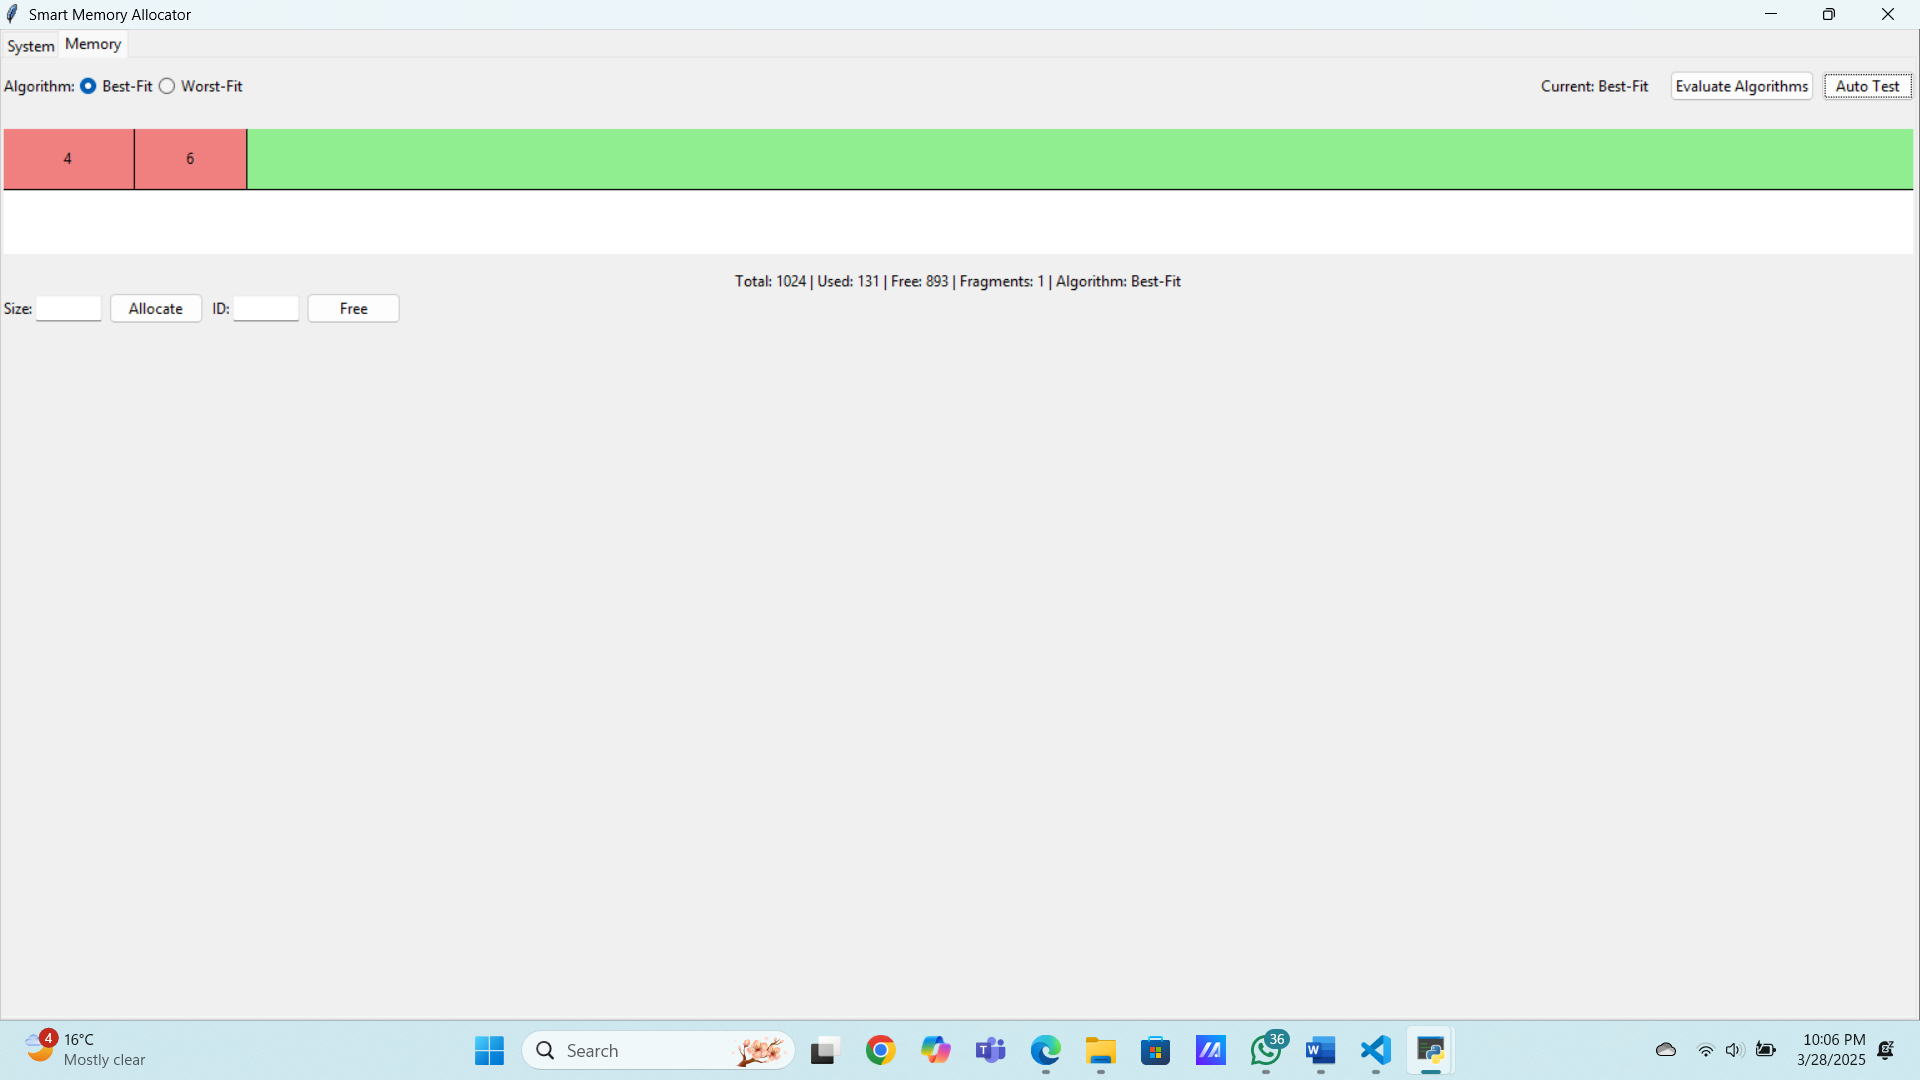 Smart Memory Allocator
System Memory
Algorithm: Best-Fit Worst-Fit Current: Best-Fit Evaluate Algorithms Auto Test
4 6
Total: 1024 | Used: 131 | Free: 893 | Fragments: 1 | Algorithm: Best-Fit
Size: Allocate ID: Free
4 16°C
Mostly clear
Search
36
10:06 PM
3/28/2025